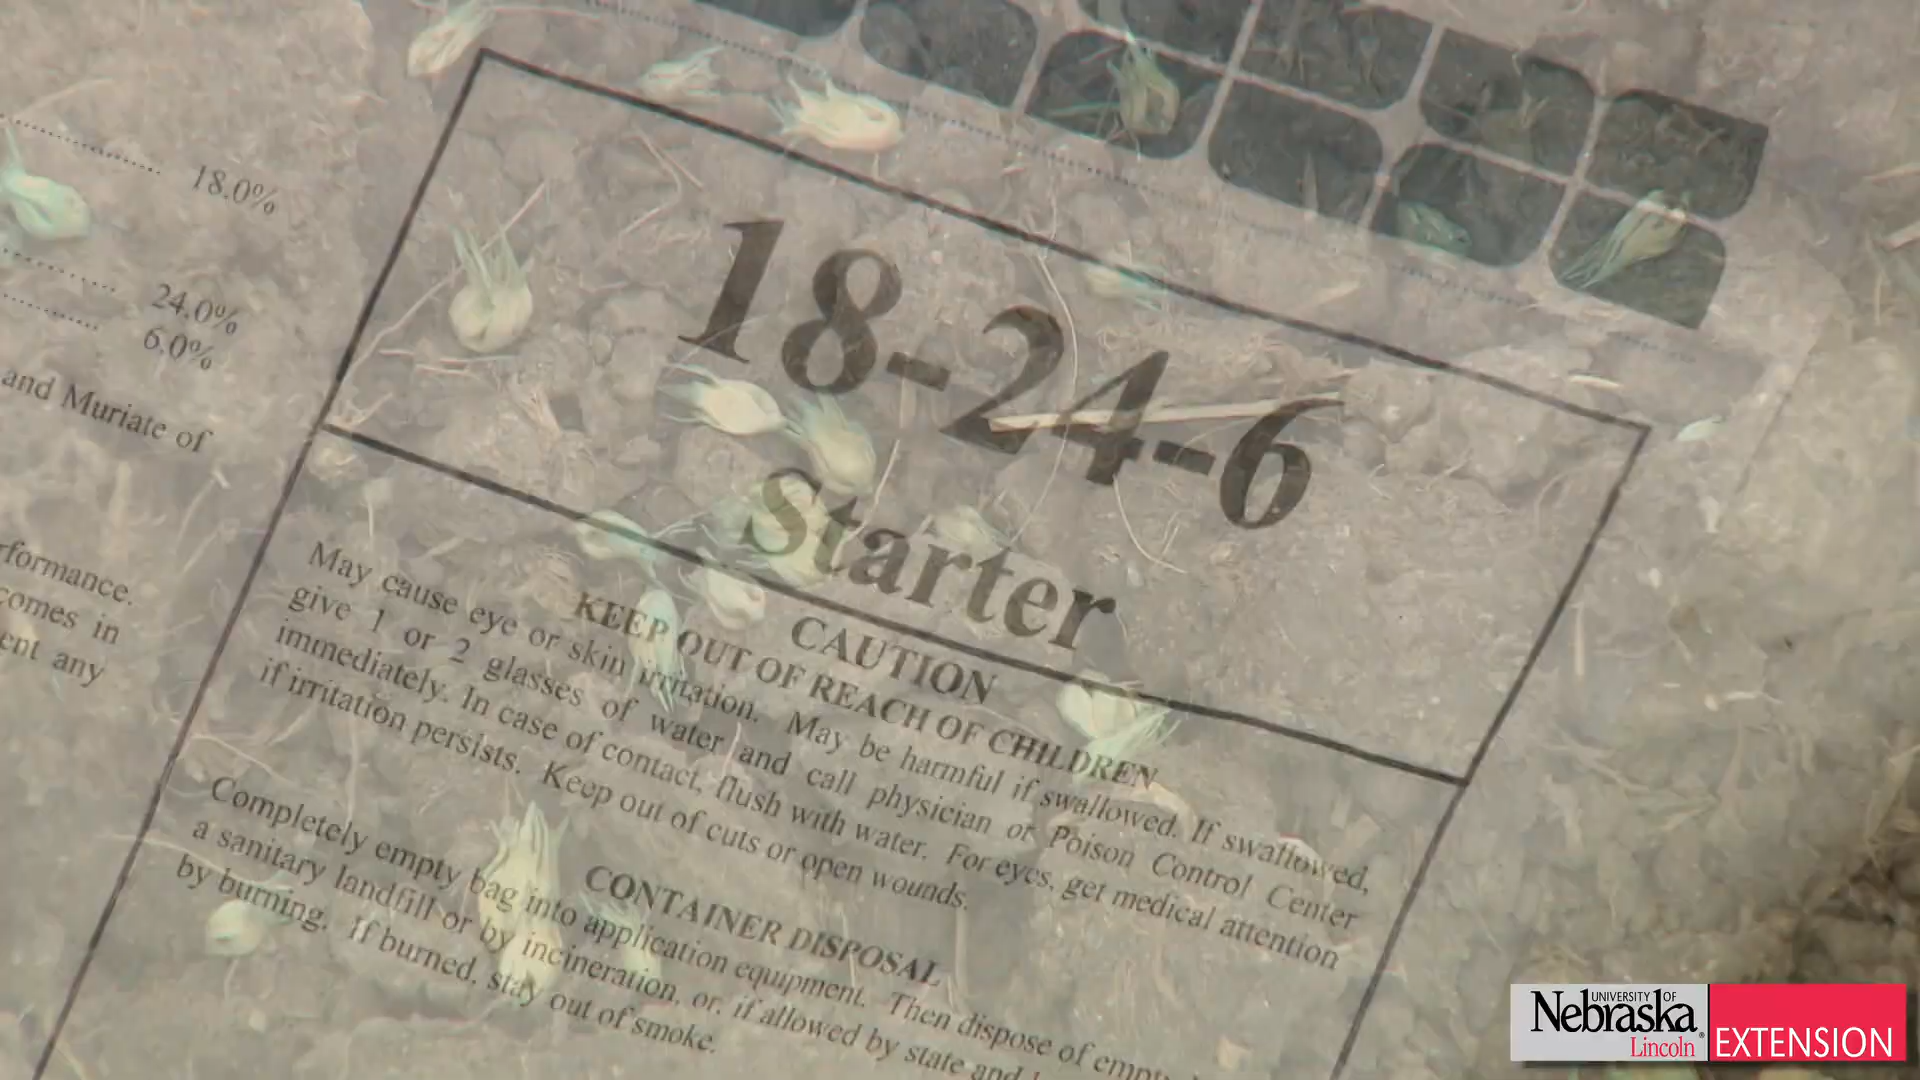 18.0%
24.0%
6.0%
and Muriate of
formance.
comes in
ent any
18-24-6
Starter
CAUTION
KEEP OUT OF REACH OF CHILDREN
May cause eye or skin irritation. May be harmful if swallowed. If swallowed,
give 1 or 2 glasses of water and call physician or Poison Control Center
immediately. In case of contact, flush with water. For eyes, get medical attention
if irritation persists. Keep out of cuts or open wounds.
CONTAINER DISPOSAL
Completely empty bag into application equipment. Then dispose of empty
a sanitary landfill or by incineration, or, if allowed by state and
by burning. If burned, stay out of smoke.
UNIVERSITY OF
Nebraska
Lincoln
EXTENSION